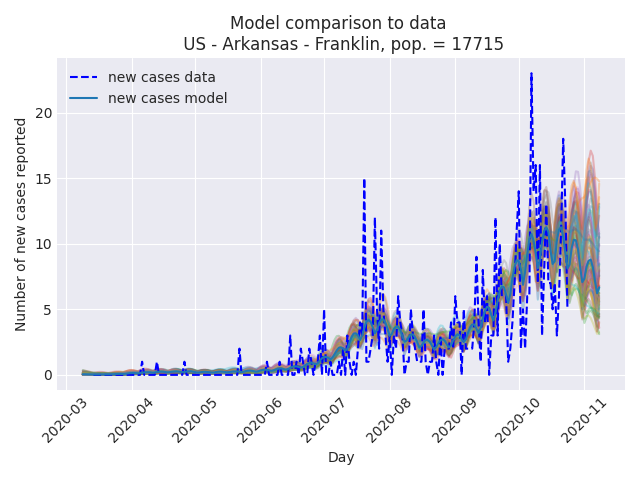 Model comparison to data
US - Arkansas - Franklin, pop. = 17715
new cases data
new cases model
Number of new cases reported
20
15
10
5
0
2020-03
2020-04
2020-05
2020-06
2020-07
2020-08
2020-09
2020-10
2020-11
Day